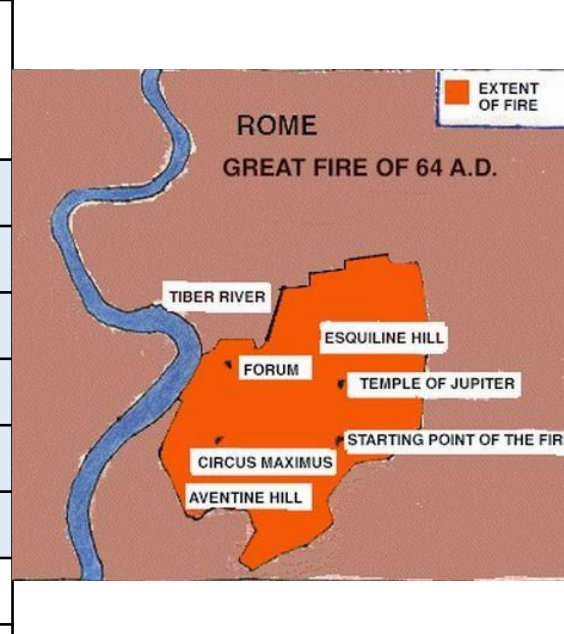 EXTENT
OF FIRE
ROME
GREAT FIRE OF 64 A.D.
TIBER RIVER
ESQUILINE HILL
FORUM
TEMPLE OF JUPITER
STARTING POINT OF THE FIR
CIRCUS MAXIMUS
AVENTINE HILL